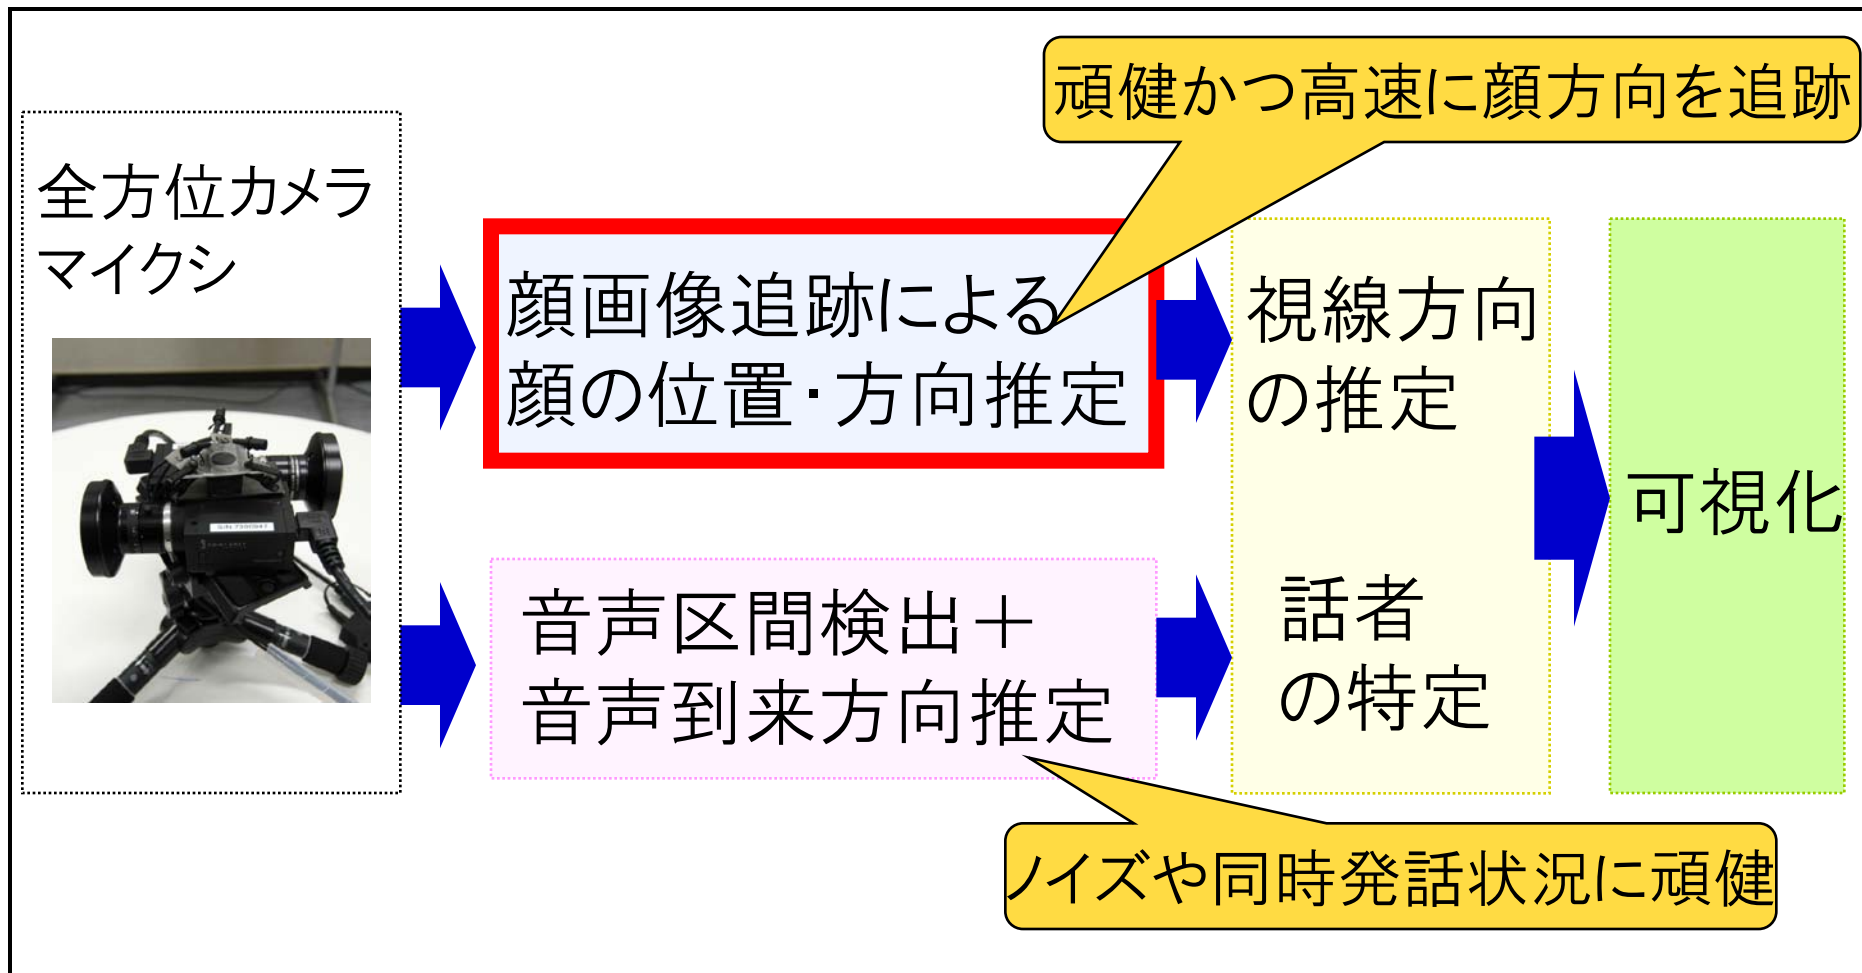 頑健かつ高速に顔方向を追跡
全方位カメラ
マイクシ
顔画像追跡による
顔の位置・方向推定
視線方向
の推定
可視化
音声区間検出＋
音声到来方向推定
話者
の特定
ノイズや同時発話状況に頑健